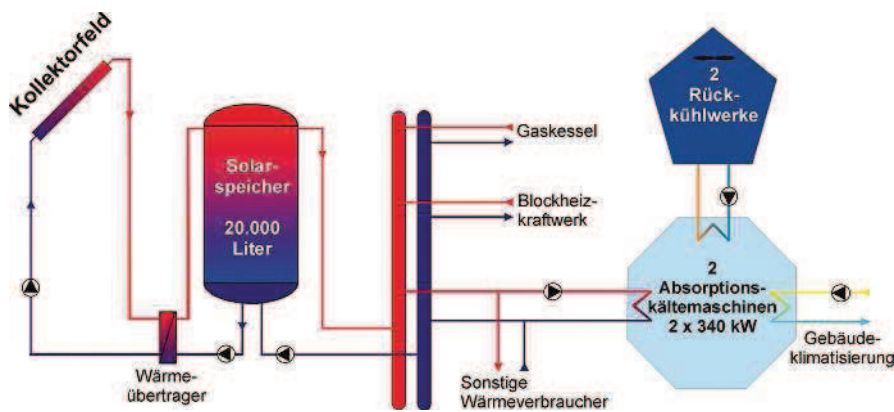 Kollektorfeld
Solar-
speicher
20.000
Liter
Wärme-
übertrager
Gaskessel
Blockheiz-
kraftwerk
Sonstige
Wärmeverbraucher
2
Rück-
kühlwerke
2
Absorptions-
kältemaschinen
2 x 340 kW
Gebäude-
klimatisierung